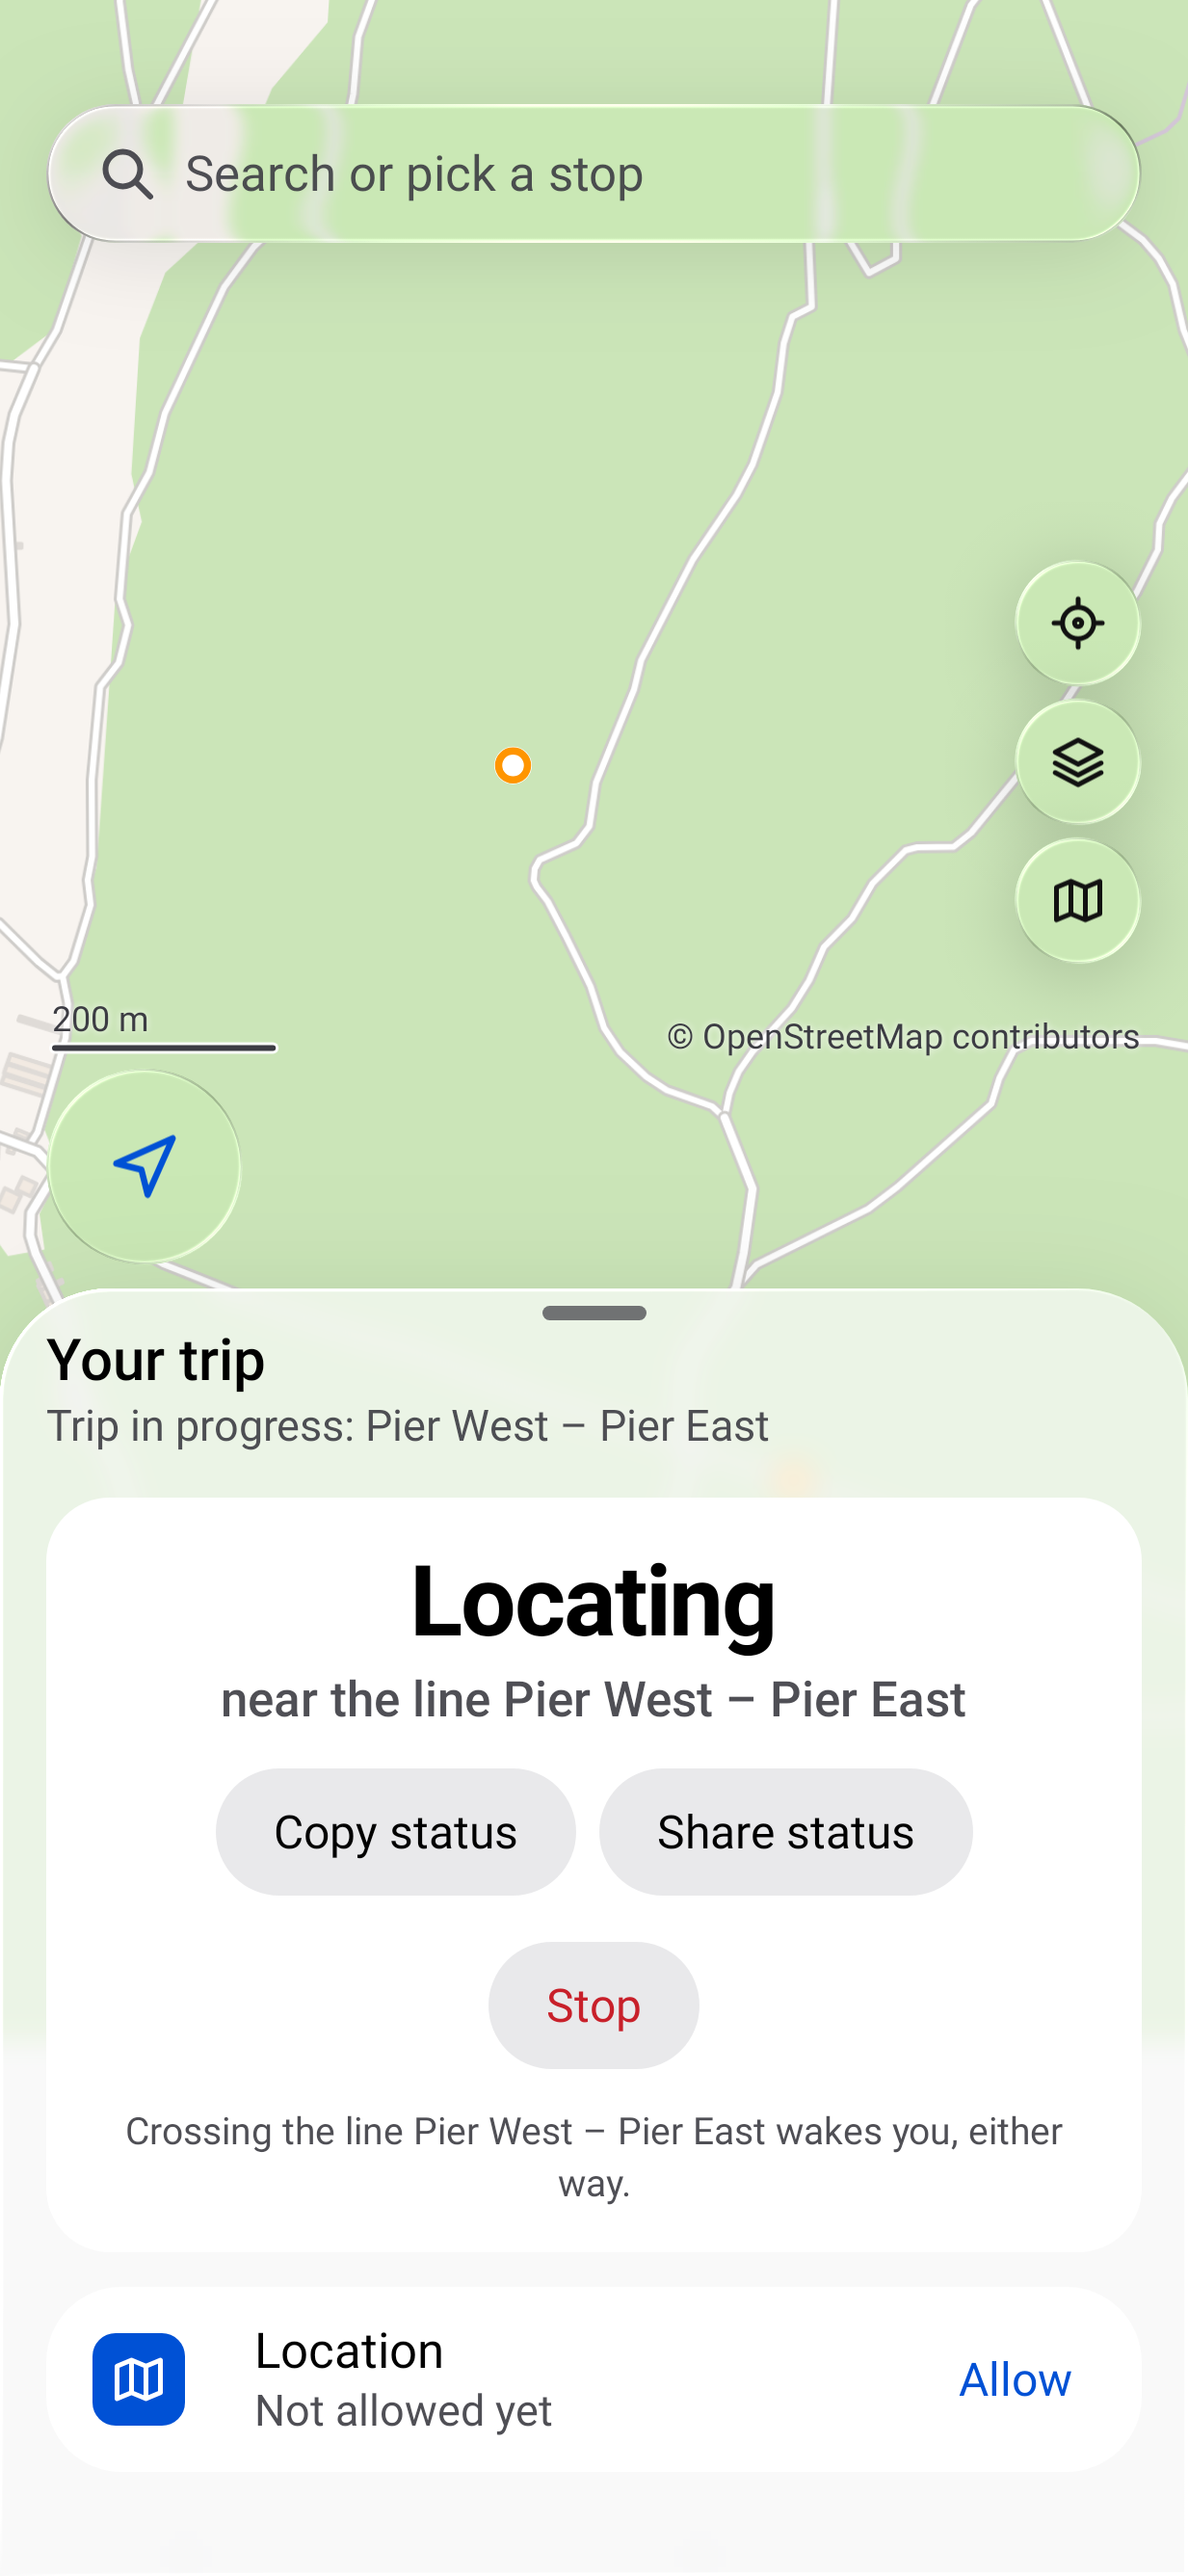 Search or pick a stop
200 m
© OpenStreetMap contributors
Your trip
Trip in progress: Pier West – Pier East
Locating
near the line Pier West – Pier East
Copy status
Share status
Stop
Crossing the line Pier West – Pier East wakes you, either
way.
Location
Not allowed yet
Allow